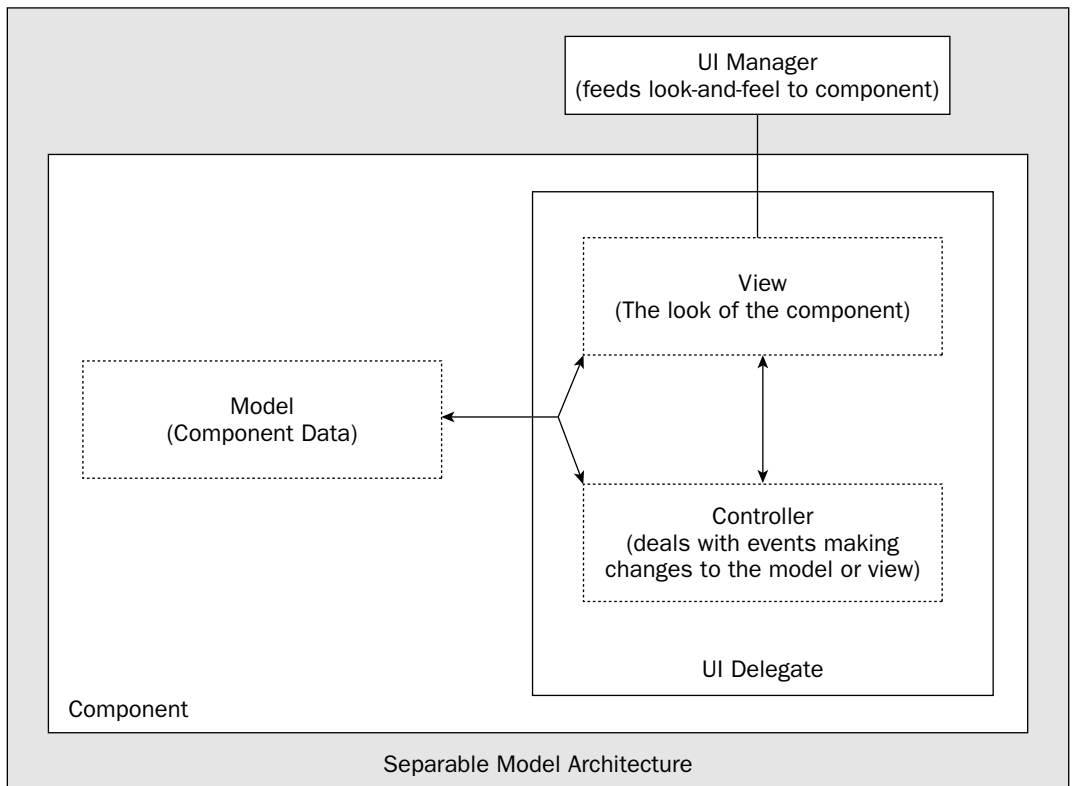 UI Manager
(feeds look-and-feel to component)
View
(The look of the component)
Model
(Component Data)
Controller
(deals with events making
changes to the model or view)
UI Delegate
Component
Separable Model Architecture